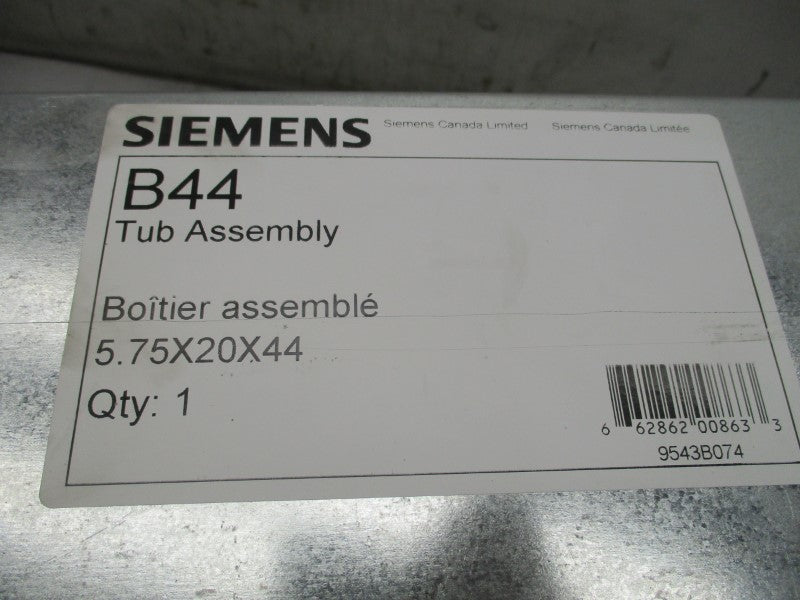 SIEMENS Siemens Canada Limited Siemens Canada Limitée
B44
Tub Assembly
Boîtier assemblé
5.75X20X44
Qty: 1
6 62862 00863 3
9543B074